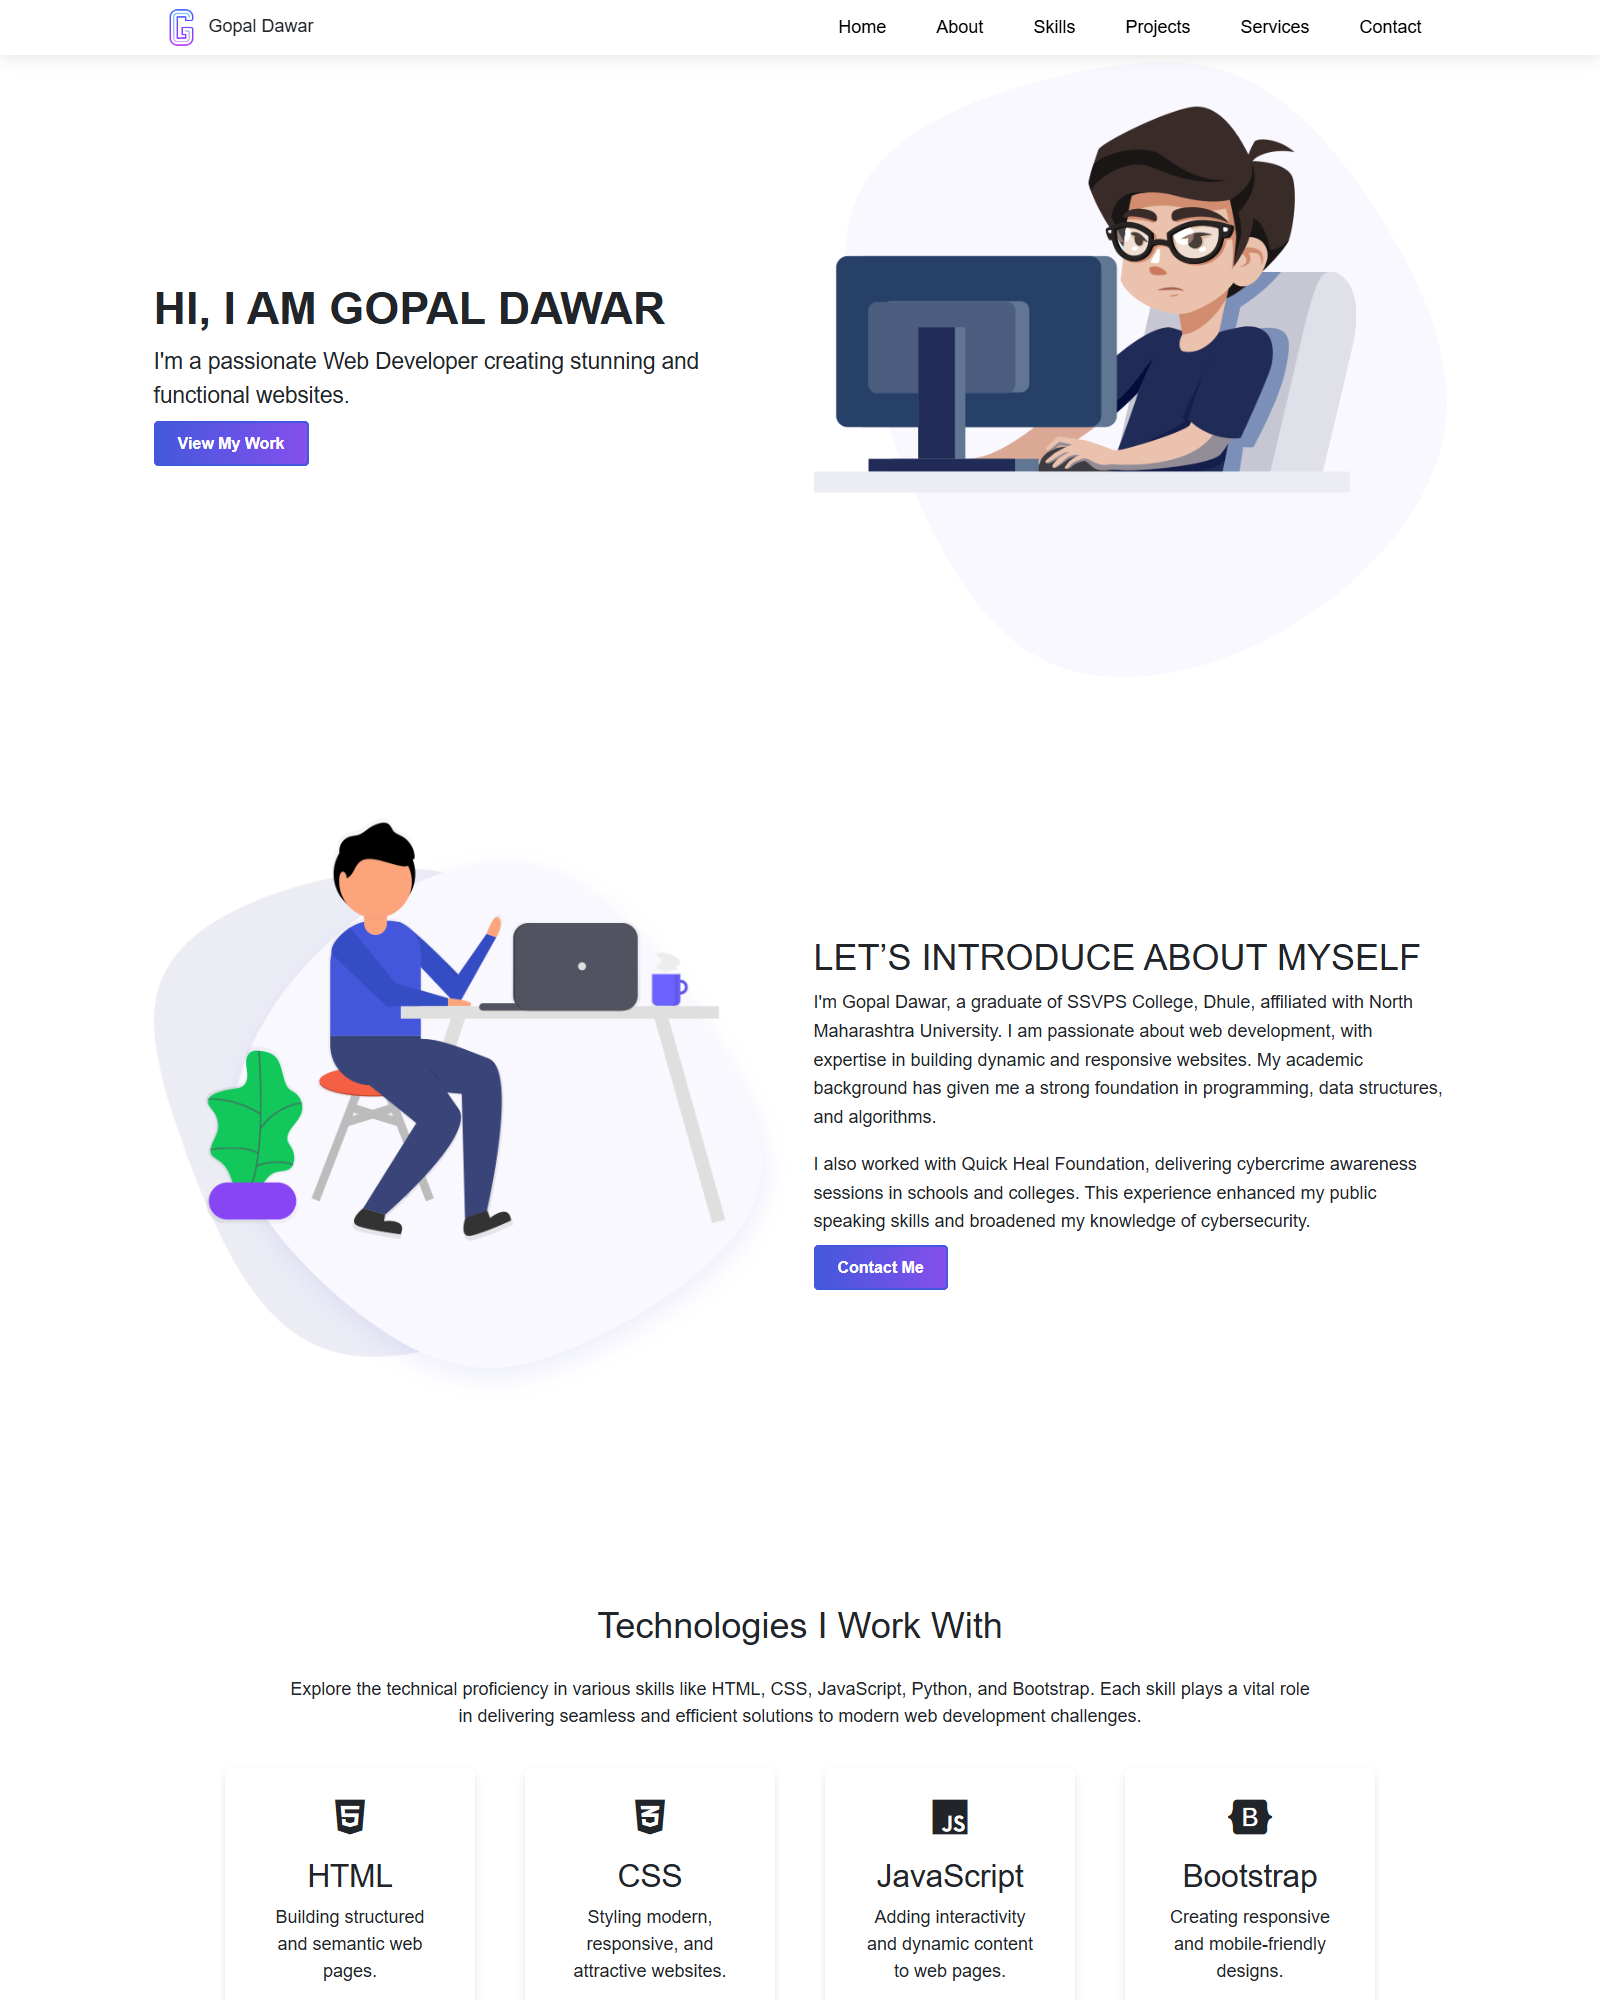 G Gopal Dawar Home About Skills Projects Services Contact
HI, I AM GOPAL DAWAR
I'm a passionate Web Developer creating stunning and
functional websites.
View My Work
LET’S INTRODUCE ABOUT MYSELF
I'm Gopal Dawar, a graduate of SSVPS College, Dhule, affiliated with North
Maharashtra University. I am passionate about web development, with
expertise in building dynamic and responsive websites. My academic
background has given me a strong foundation in programming, data structures,
and algorithms.
I also worked with Quick Heal Foundation, delivering cybercrime awareness
sessions in schools and colleges. This experience enhanced my public
speaking skills and broadened my knowledge of cybersecurity.
Contact Me
Technologies I Work With
Explore the technical proficiency in various skills like HTML, CSS, JavaScript, Python, and Bootstrap. Each skill plays a vital role
in delivering seamless and efficient solutions to modern web development challenges.
5
HTML
Building structured
and semantic web
pages.
3
CSS
Styling modern,
responsive, and
attractive websites.
JS
JavaScript
Adding interactivity
and dynamic content
to web pages.
B
Bootstrap
Creating responsive
and mobile-friendly
designs.